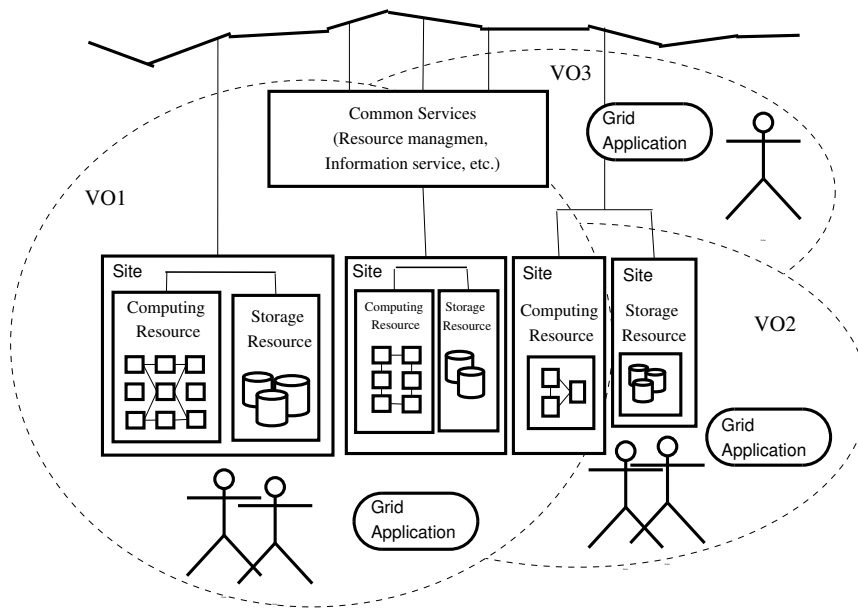 VO3
Common Services
(Resource managmen,
Information service, etc.)
Grid
Application
VO1
Site
Computing
Resource
Storage
Resource
Site
Computing
Resource
Storage
Resource
Site
Computing
Resource
Site
Storage
Resource
VO2
Grid
Application
Grid
Application